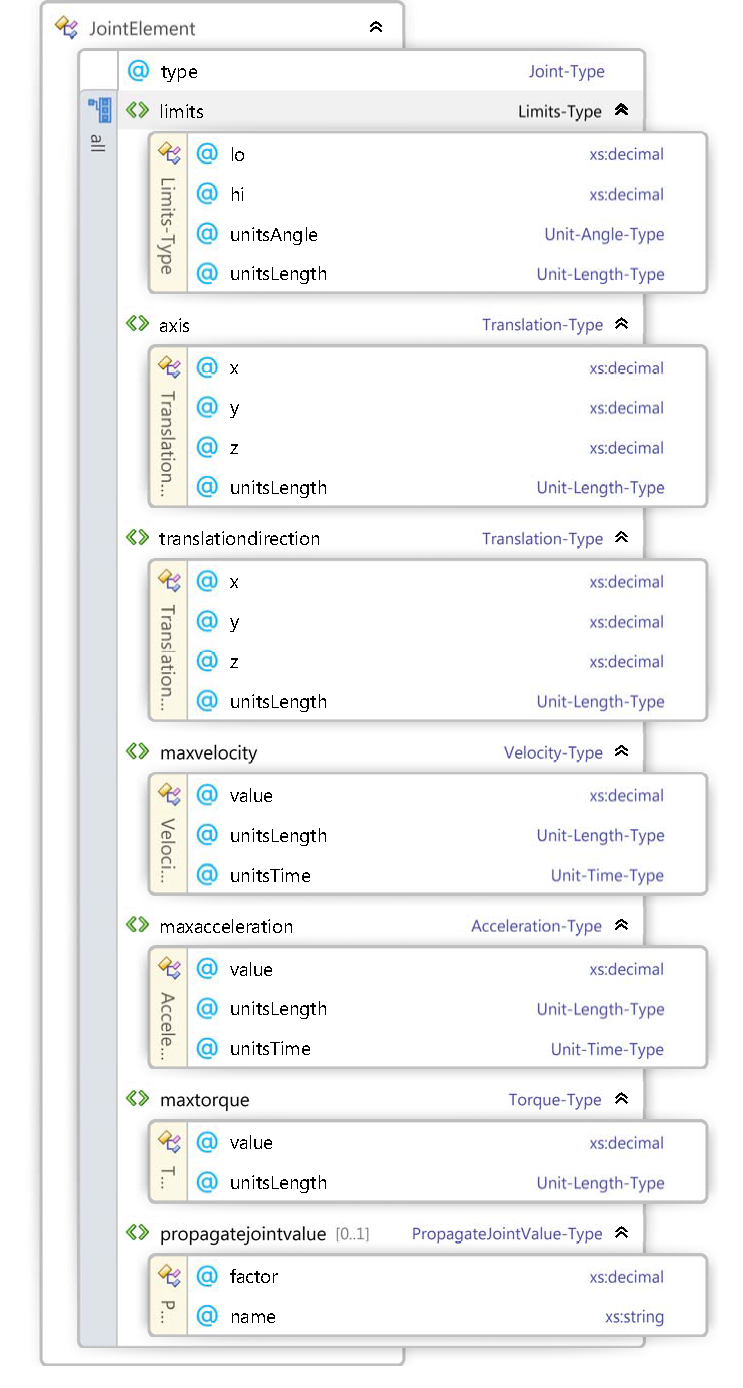 JointElement
@ type Joint-Type
all
limits Limits-Type
Limits-Type
@ lo xs:decimal
@ hi xs:decimal
@ unitsAngle Unit-Angle-Type
@ unitsLength Unit-Length-Type
axis Translation-Type
Translation...
@ x xs:decimal
@ y xs:decimal
@ z xs:decimal
@ unitsLength Unit-Length-Type
translationdirection Translation-Type
Translation...
@ x xs:decimal
@ y xs:decimal
@ z xs:decimal
@ unitsLength Unit-Length-Type
maxvelocity Velocity-Type
Veloci...
@ value xs:decimal
@ unitsLength Unit-Length-Type
@ unitsTime Unit-Time-Type
maxacceleration Acceleration-Type
Accele...
@ value xs:decimal
@ unitsLength Unit-Length-Type
@ unitsTime Unit-Time-Type
maxtorque Torque-Type
T...
@ value xs:decimal
@ unitsLength Unit-Length-Type
propagatejointvalue [0..1] PropagateJointValue-Type
P...
@ factor xs:decimal
@ name xs:string